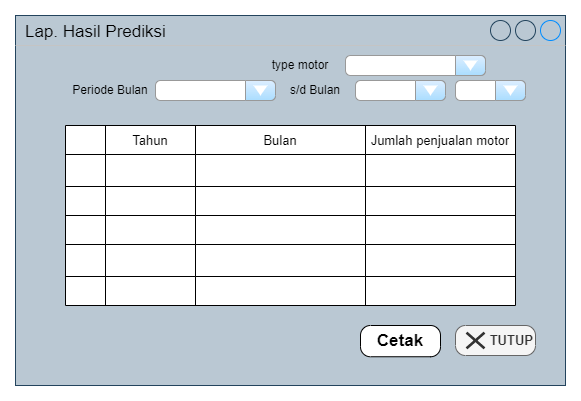 Lap. Hasil Prediksi
type motor
Periode Bulan s/d Bulan
Tahun Bulan Jumlah penjualan motor
Cetak TUTUP